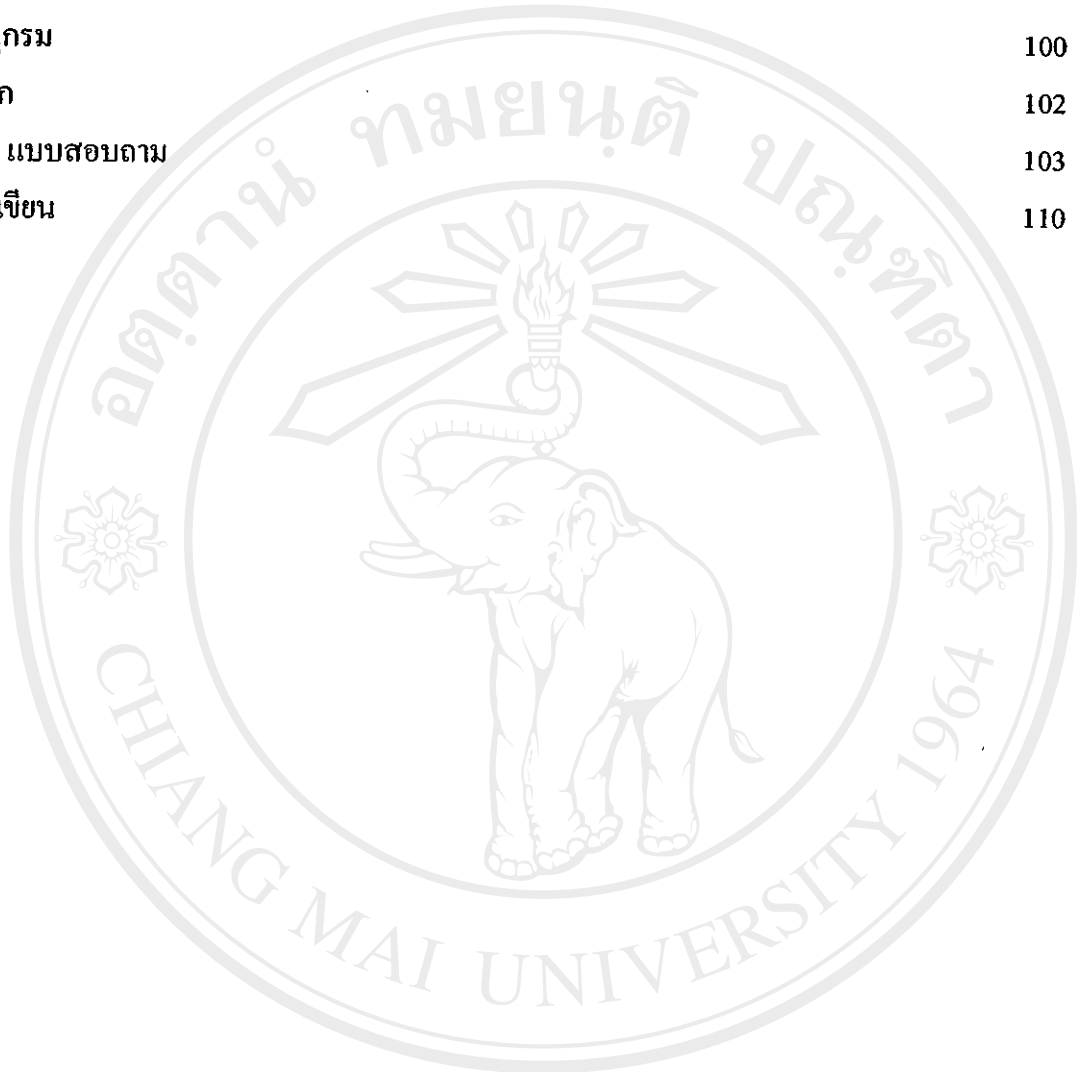 ุกรม 100
ก 102
แบบสอบถาม 103
เขียน 110
อตฺตานํ ทมยนฺติ ปณฺฑิตา
CHIANG MAI UNIVERSITY 1964